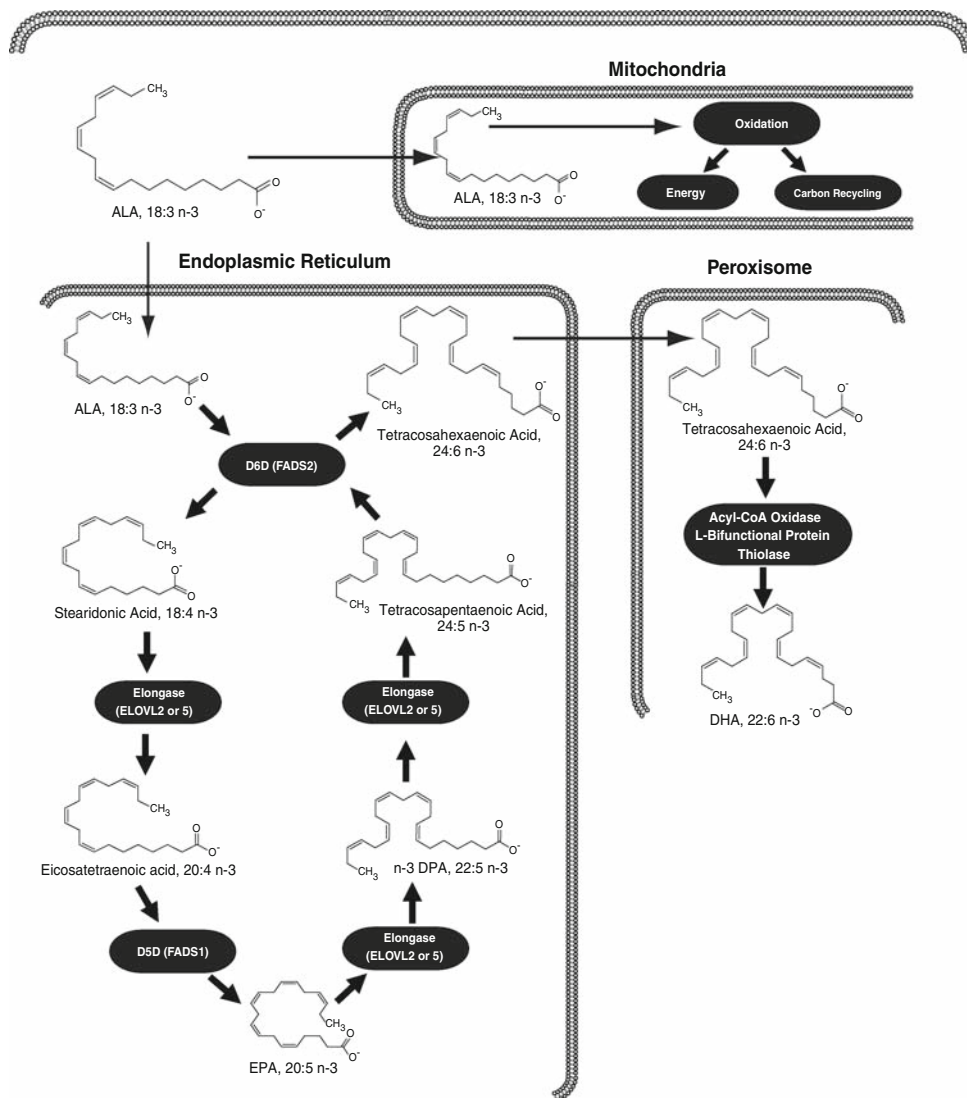 Mitochondria
CH3
ALA, 18:3 n-3
O
O-
CH3
ALA, 18:3 n-3
O
O-
Oxidation
Energy
Carbon Recycling
Endoplasmic Reticulum
CH3
ALA, 18:3 n-3
O
O-
D6D (FADS2)
CH3
O-
O
Stearidonic Acid, 18:4 n-3
Elongase
(ELOVL2 or 5)
CH3
O
O-
Eicosatetraenoic acid, 20:4 n-3
D5D (FADS1)
CH3
O
O-
EPA, 20:5 n-3
Elongase
(ELOVL2 or 5)
CH3
O
O-
n-3 DPA, 22:5 n-3
Elongase
(ELOVL2 or 5)
CH3
O
O-
Tetracosapentaenoic Acid,
24:5 n-3
CH3
O-
O
Tetracosahexaenoic Acid,
24:6 n-3
Peroxisome
CH3
O-
O
Tetracosahexaenoic Acid,
24:6 n-3
Acyl-CoA Oxidase
L-Bifunctional Protein
Thiolase
CH3
-O
O
DHA, 22:6 n-3